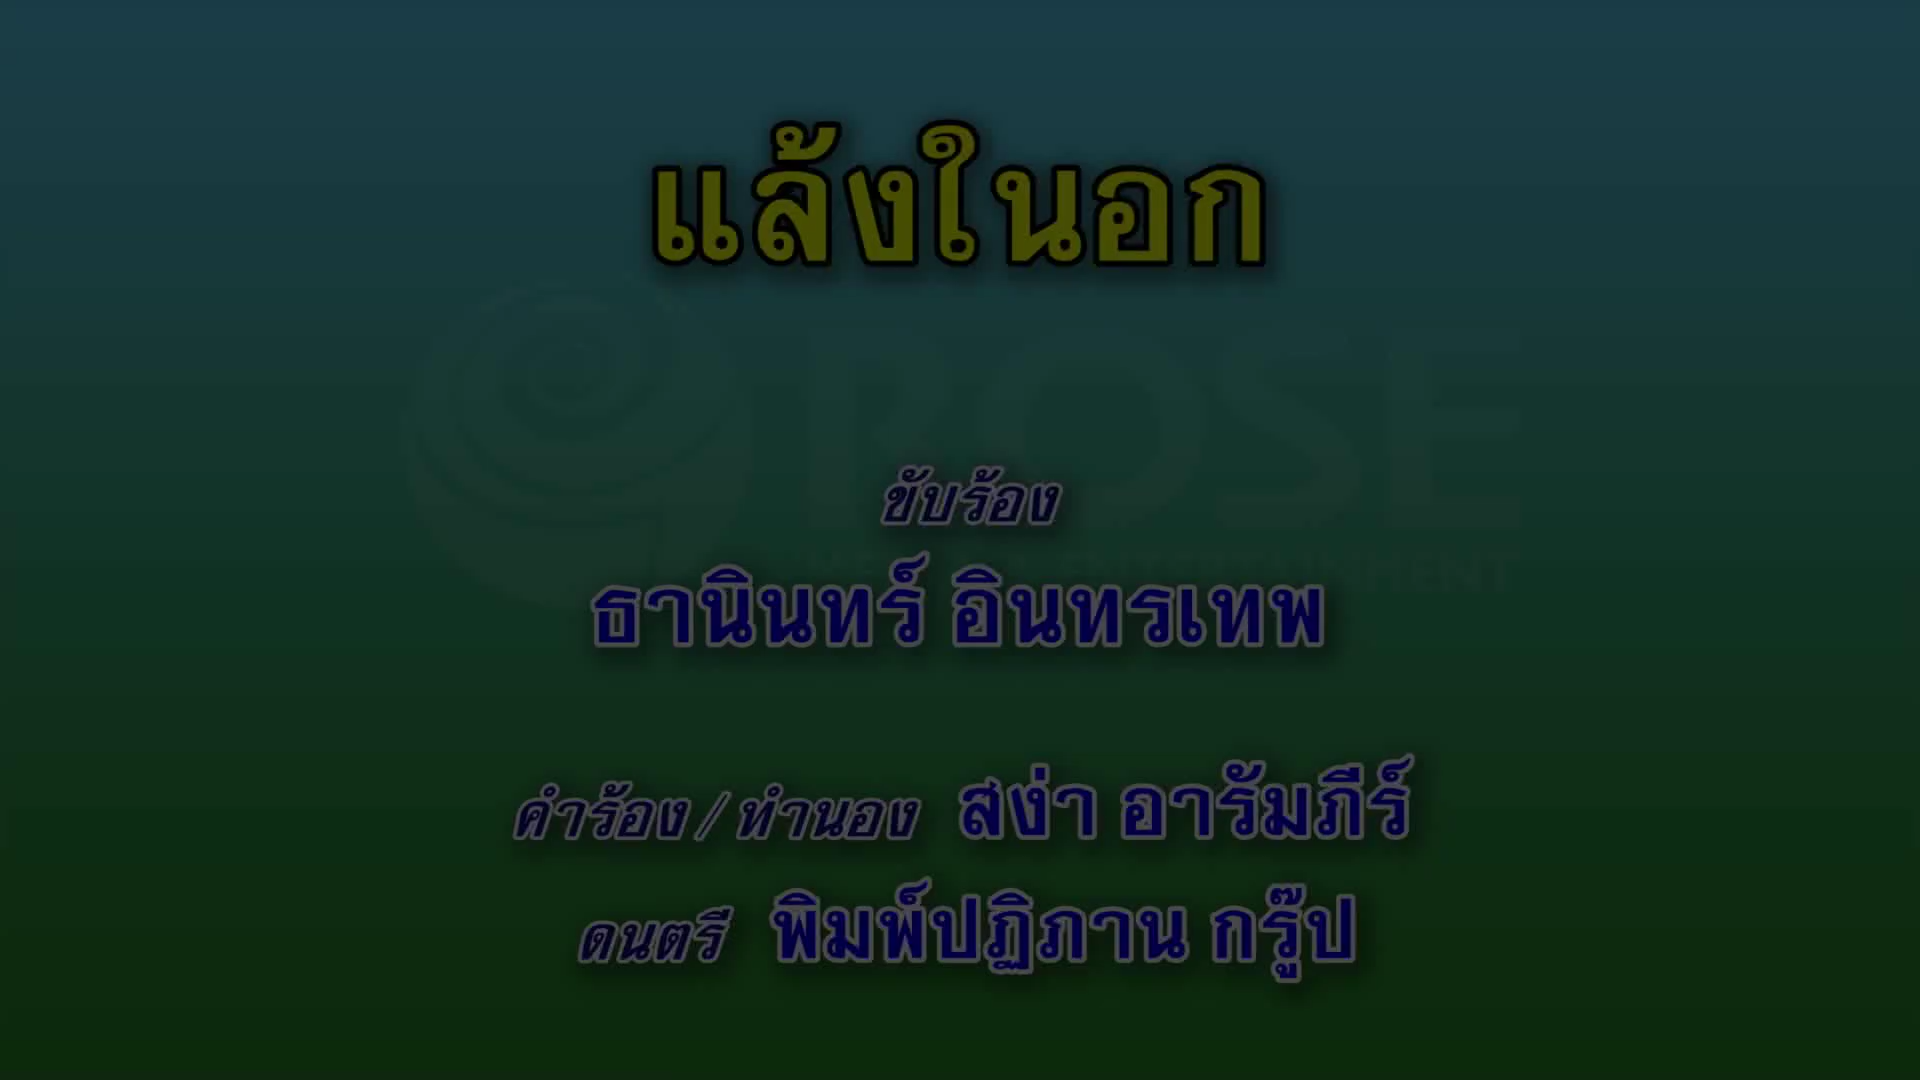 แล้งในอก
ROSE
ขับร้อง
ธานินทร์ อินทรเทพ
คำร้อง / ทำนอง สง่า อารัมภีร์
ดนตรี พิมพ์ปฏิภาน กรุ๊ป